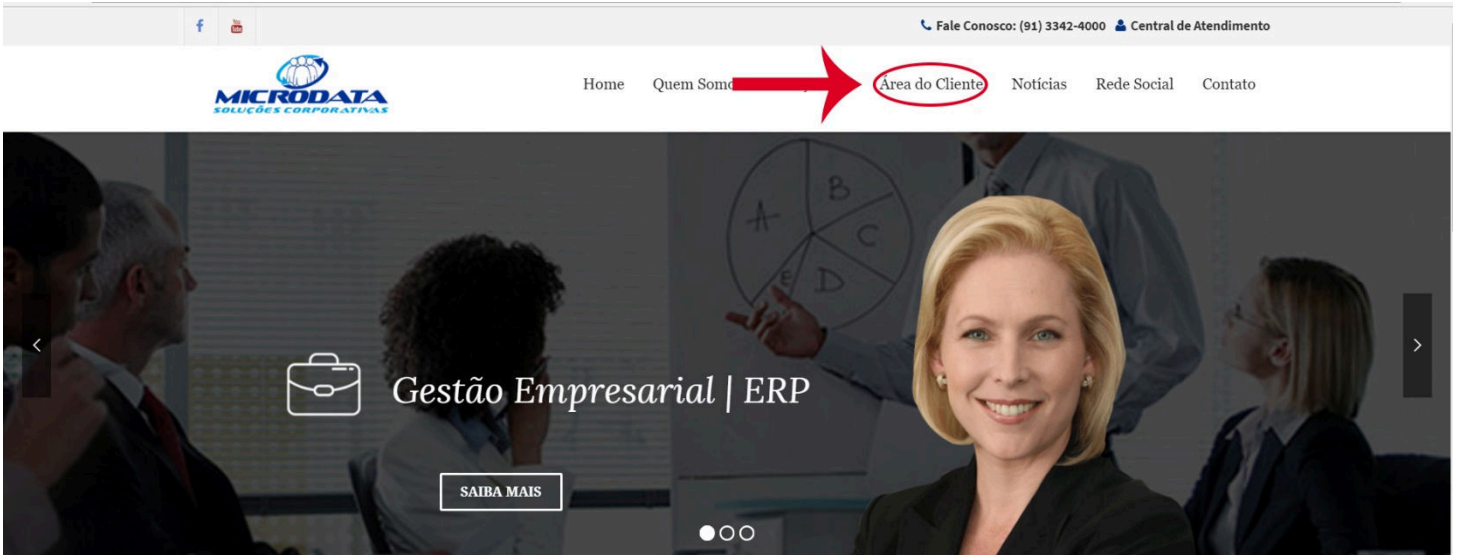 Fale Conosco: (91) 3342-4000 Central de Atendimento
MICRODATA
SOLUÇÕES CORPORATIVAS
Home Quem Somo Área do Cliente Notícias Rede Social Contato
A
B
C
D
E
Gestão Empresarial | ERP
SAIBA MAIS